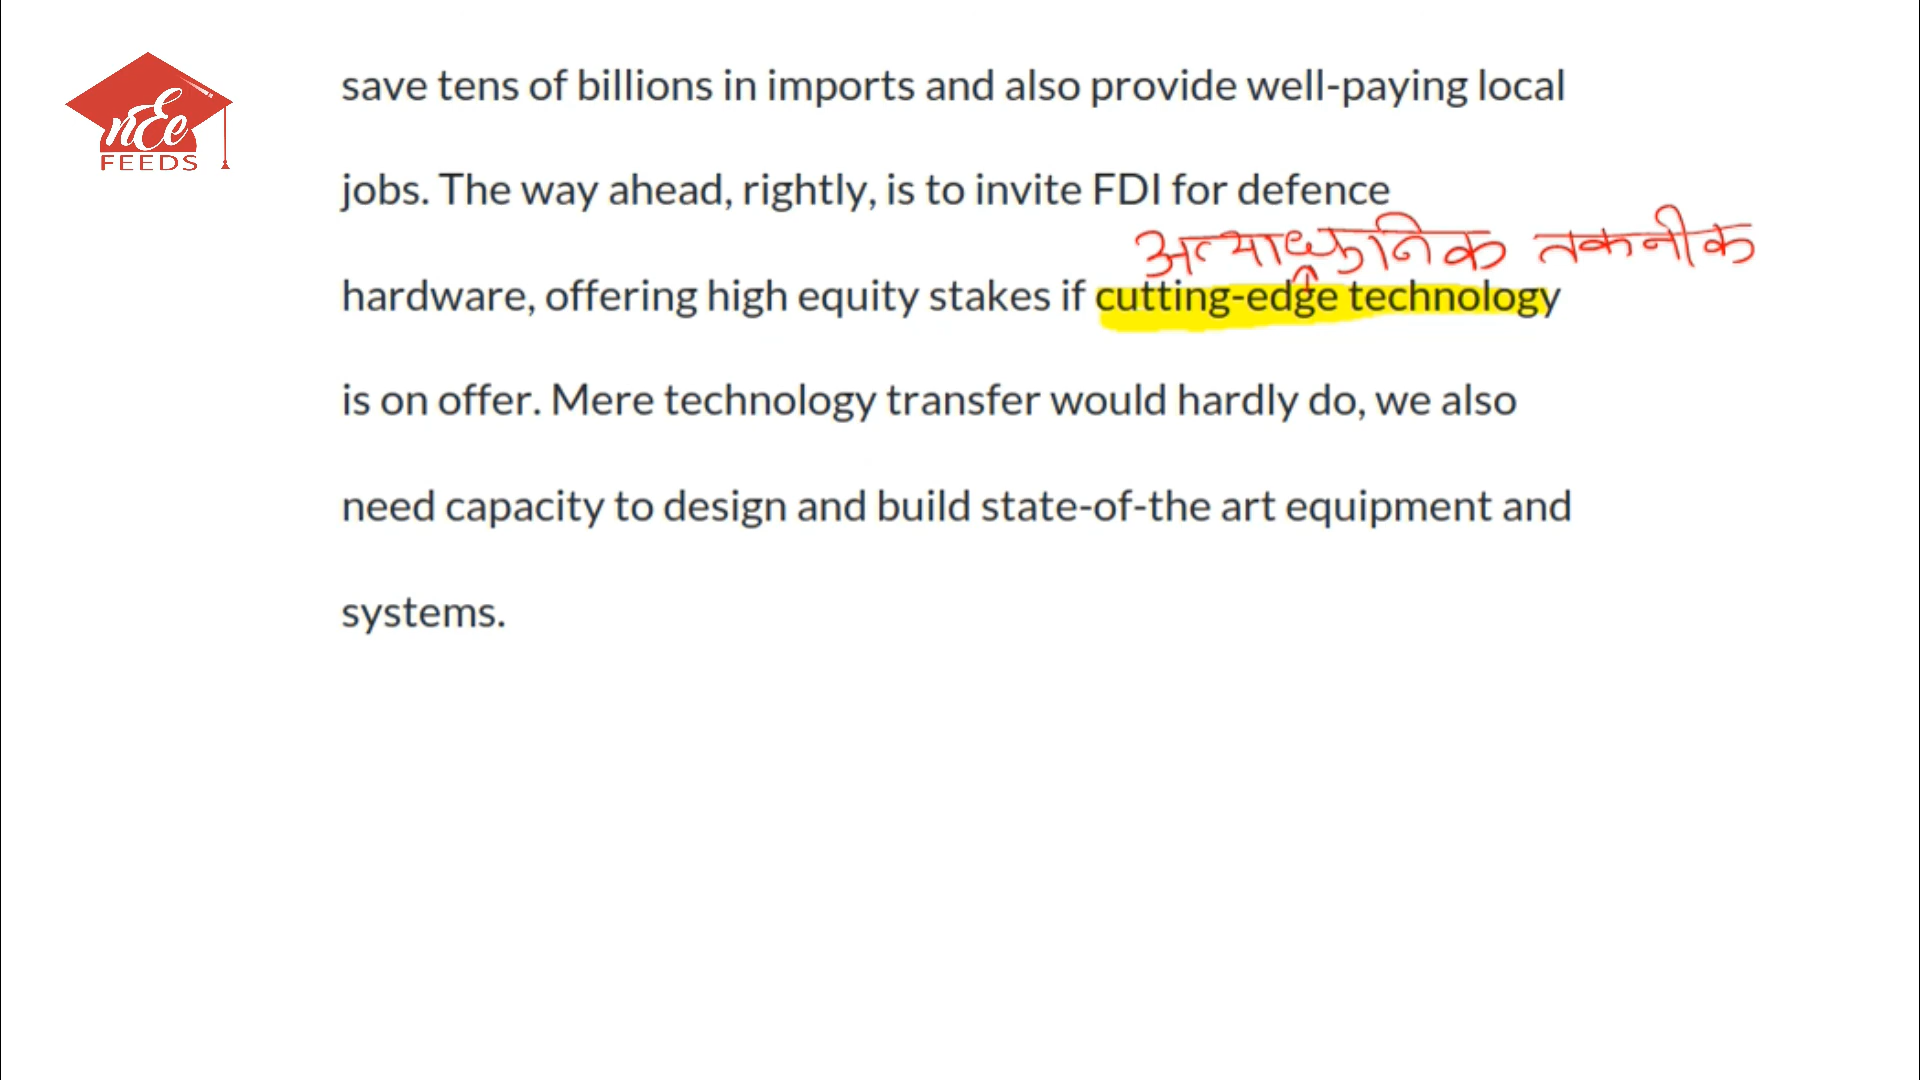 nEe
FEEDS
save tens of billions in imports and also provide well-paying local
jobs. The way ahead, rightly, is to invite FDI for defence
अत्याधुनिक तकनीक
hardware, offering high equity stakes if cutting-edge technology
is on offer. Mere technology transfer would hardly do, we also
need capacity to design and build state-of-the art equipment and
systems.